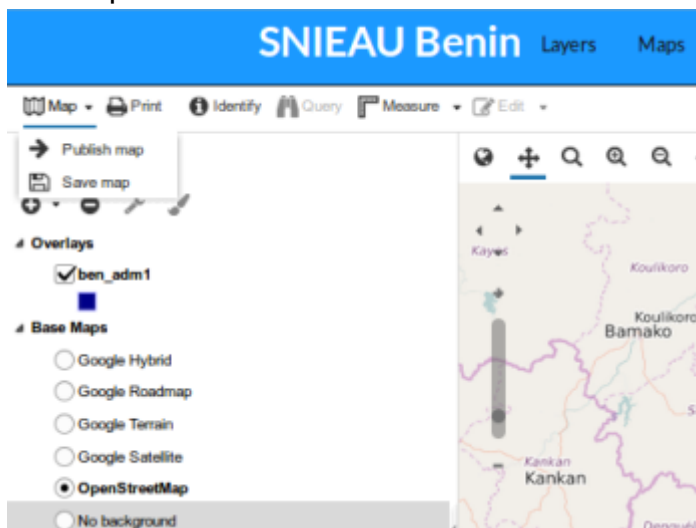 SNIEAU Benin Layers Maps
Map Print Identify Query Measure Edit
Publish map
Save map
Overlays
ben_adm1
Base Maps
Google Hybrid
Google Roadmap
Google Terrain
Google Satellite
OpenStreetMap
No background
Kayes
Koulikoro
Koulikoro
Bamako
Kankan
Kankan